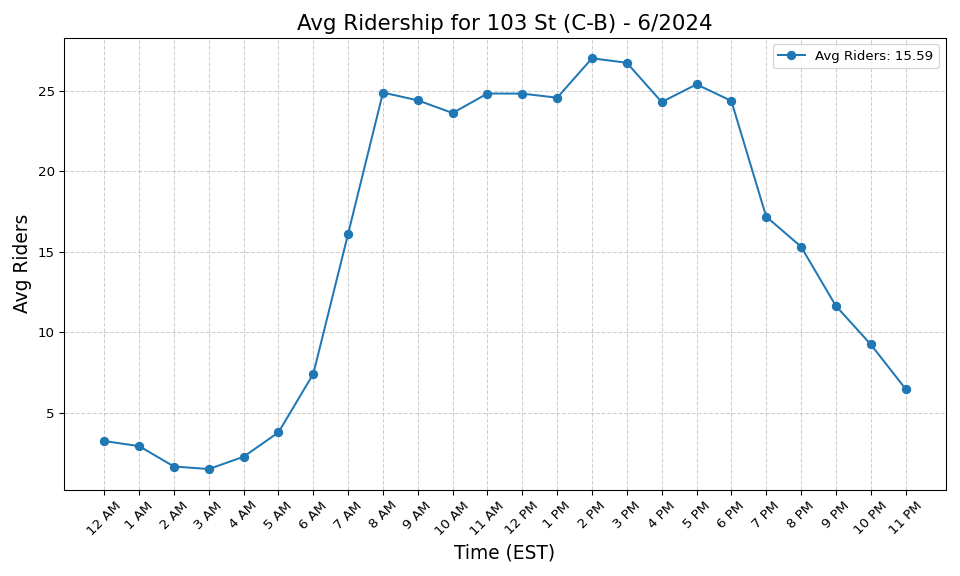 Avg Ridership for 103 St (C-B) - 6/2024
Avg Riders: 15.59
Avg Riders
25
20
15
10
5
12 AM
1 AM
2 AM
3 AM
4 AM
5 AM
6 AM
7 AM
8 AM
9 AM
10 AM
11 AM
12 PM
1 PM
2 PM
3 PM
4 PM
5 PM
6 PM
7 PM
8 PM
9 PM
10 PM
11 PM
Time (EST)